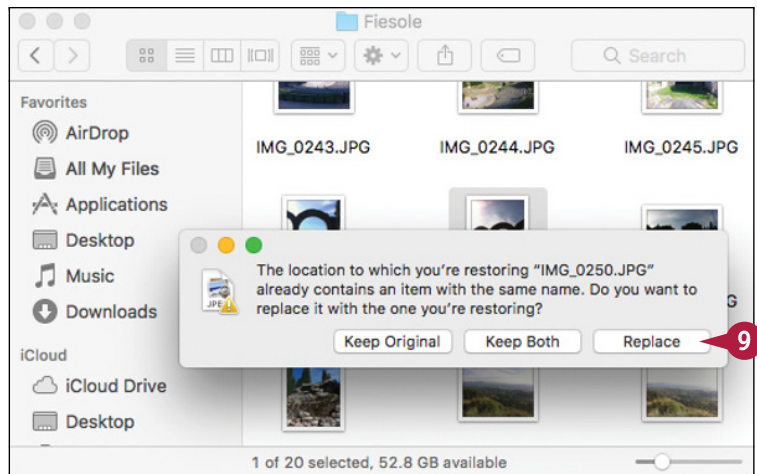 Fiesole
Search
Favorites
AirDrop
All My Files
Applications
Desktop
Music
Downloads
iCloud
iCloud Drive
Desktop
IMG_0243.JPG
IMG_0244.JPG
IMG_0245.JPG
G
The location to which you're restoring “IMG_0250.JPG”
already contains an item with the same name. Do you want to
replace it with the one you're restoring?
Keep Original
Keep Both
Replace
9
1 of 20 selected, 52.8 GB available